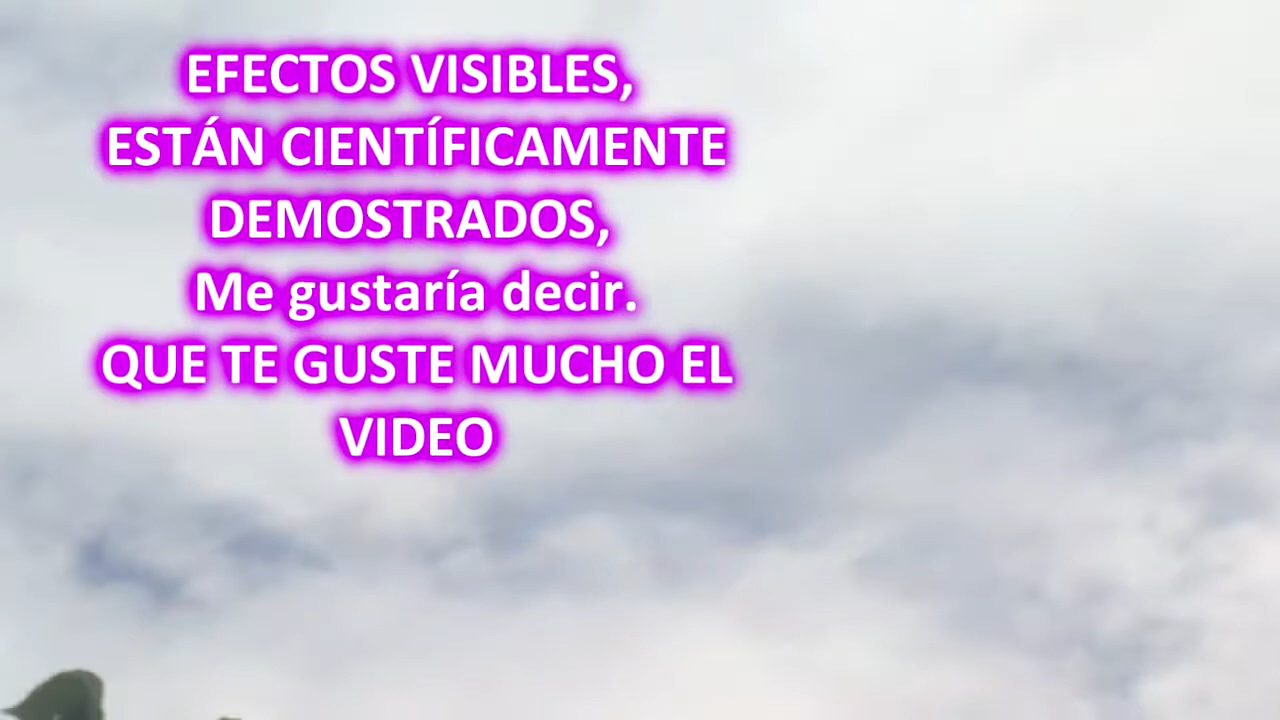 EFECTOS VISIBLES,
ESTÁN CIENTÍFICAMENTE
DEMOSTRADOS,
Me gustaría decir.
QUE TE GUSTE MUCHO EL
VIDEO